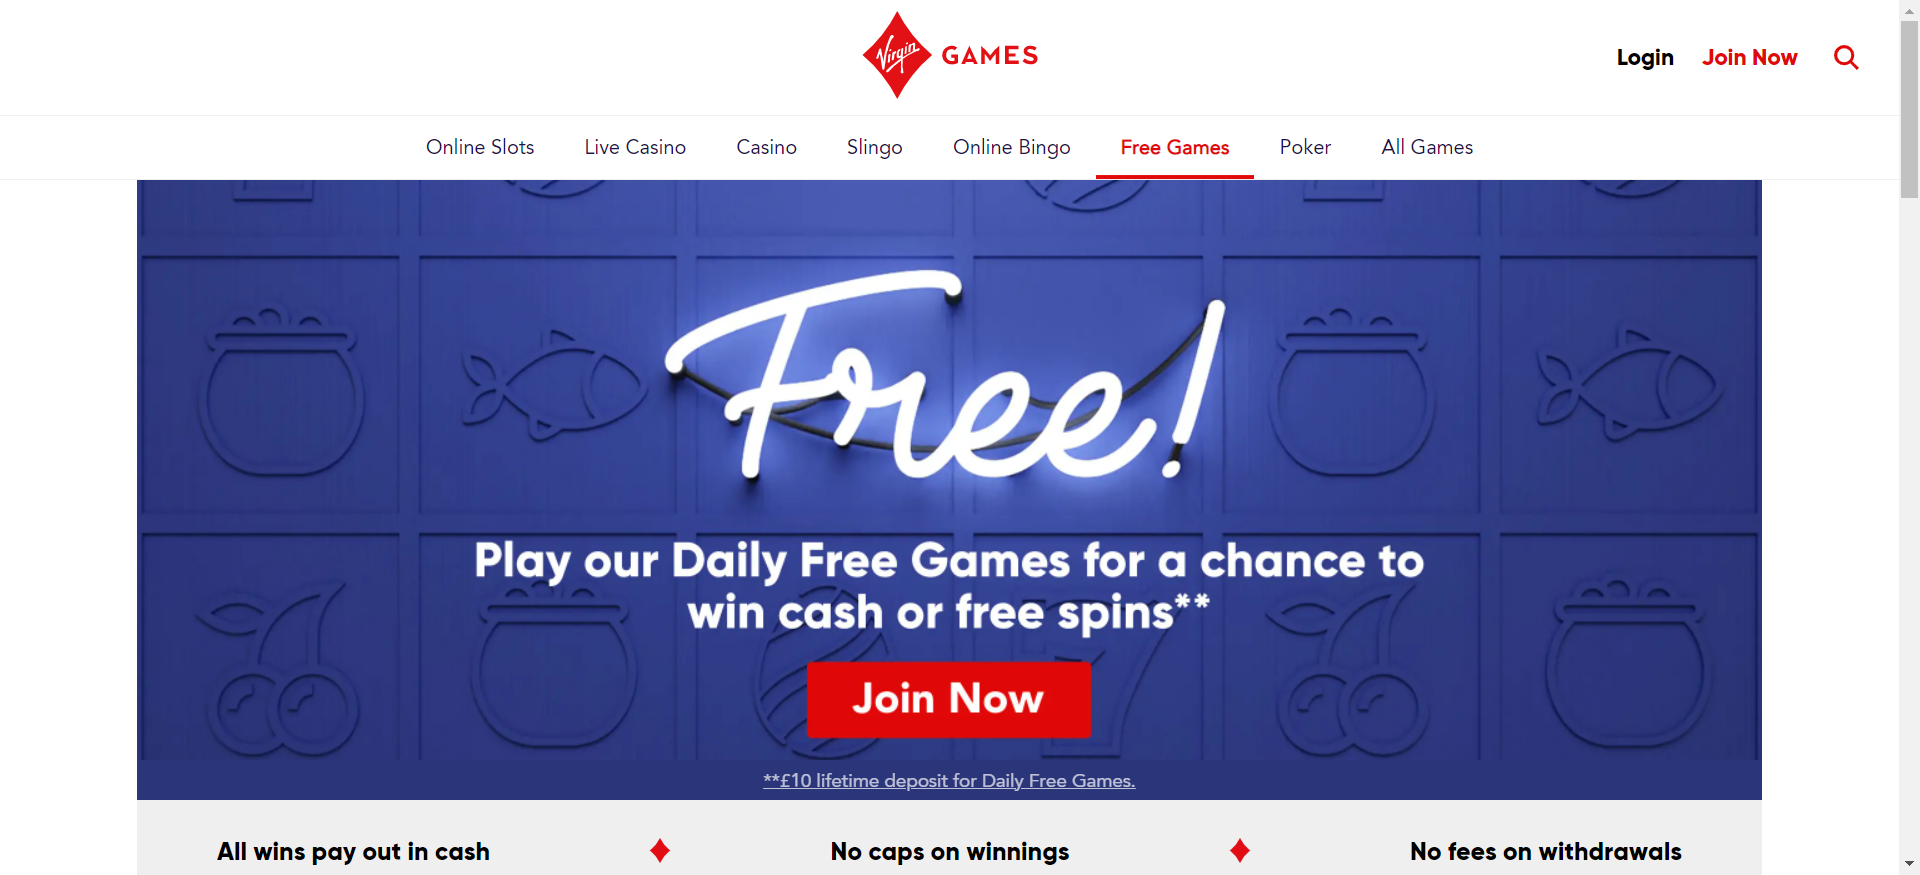 Virgin GAMES
Login Join Now
Online Slots Live Casino Casino Slingo Online Bingo Free Games Poker All Games
Free!
Play our Daily Free Games for a chance to
win cash or free spins**
Join Now
**£10 lifetime deposit for Daily Free Games.
All wins pay out in cash No caps on winnings No fees on withdrawals